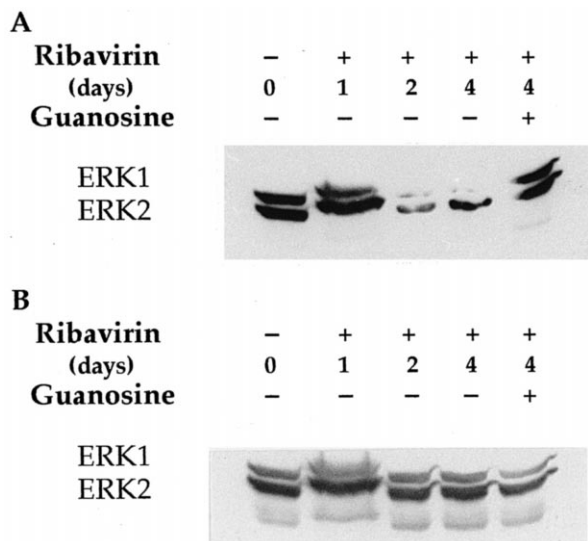 A
Ribavirin – + + + +
(days) 0 1 2 4 4
Guanosine – – – – +
ERK1
ERK2
B
Ribavirin – + + + +
(days) 0 1 2 4 4
Guanosine – – – – +
ERK1
ERK2